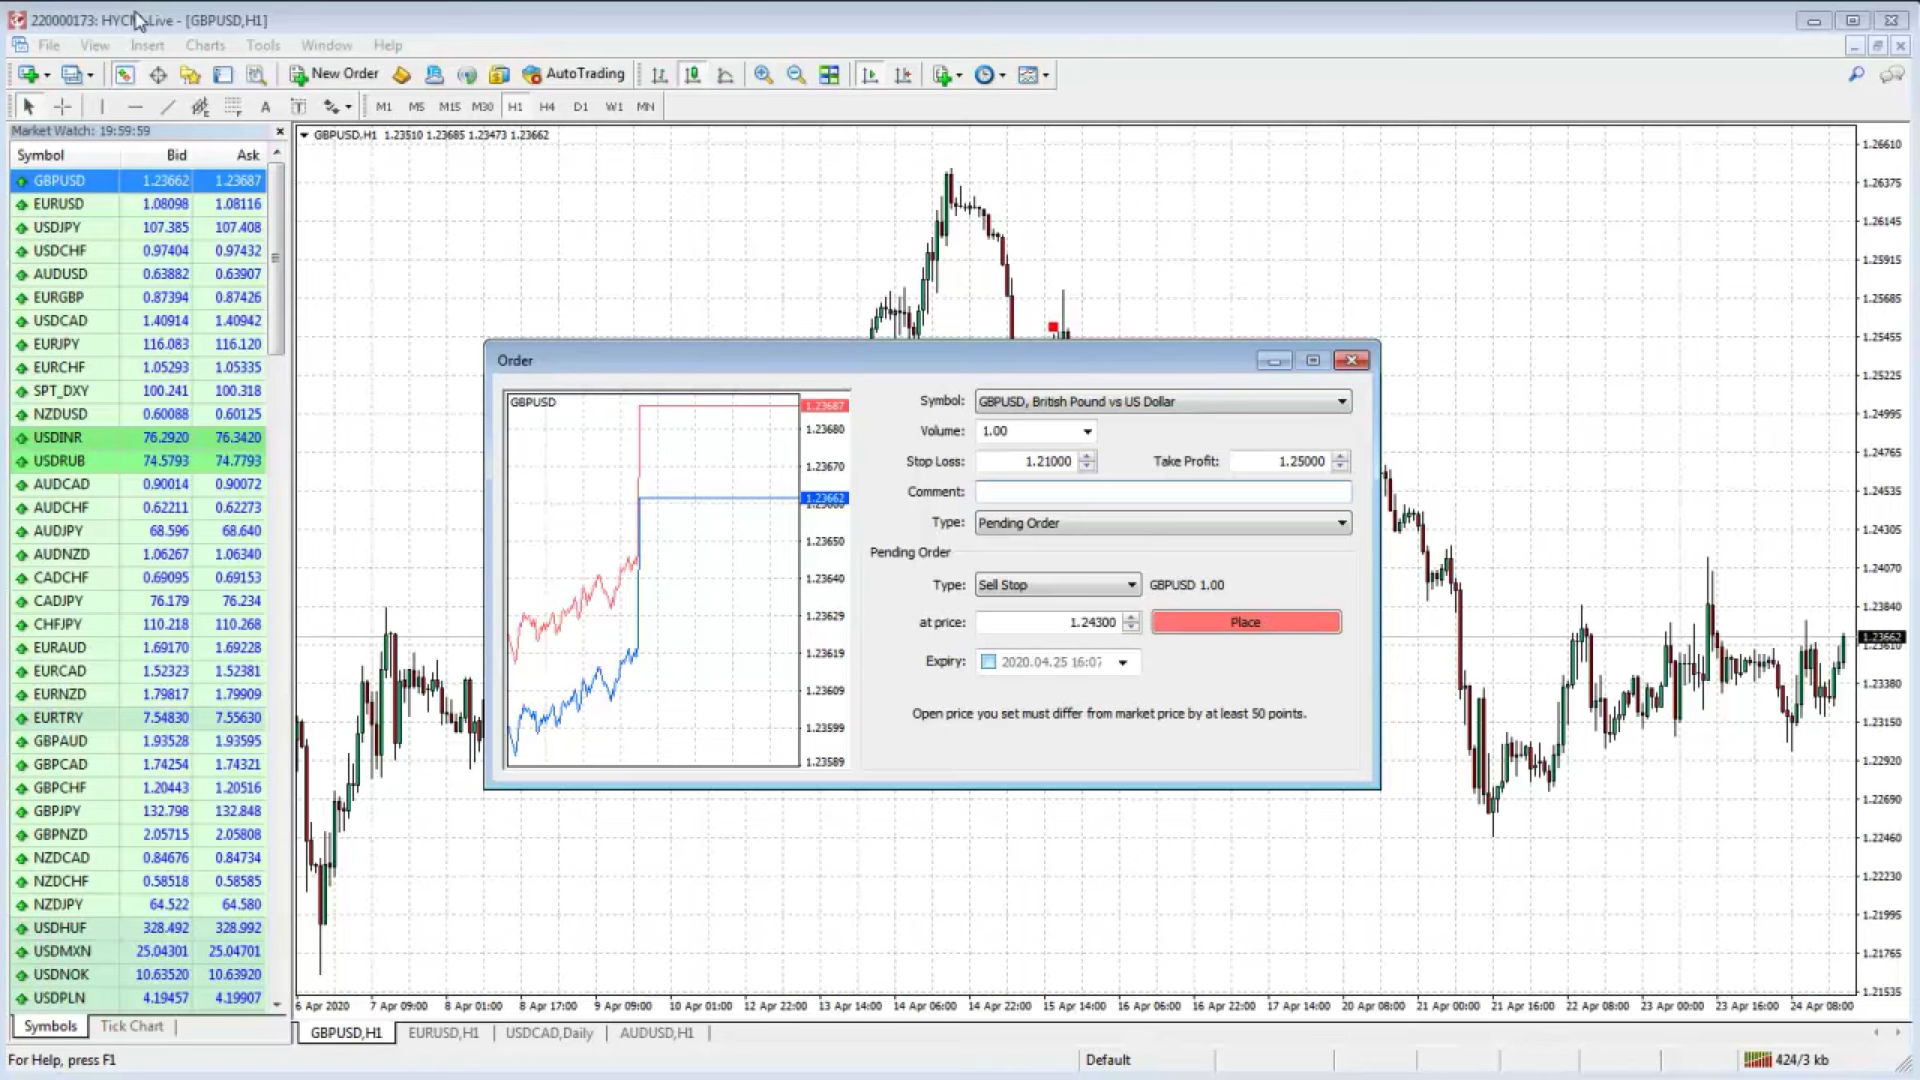 220000173: HYCM-Live - [GBPUSD,H1]
File View Insert Charts Tools Window Help
New Order AutoTrading
A T M1 M5 M15 M30 H1 H4 D1 W1 MN
Market Watch: 19:59:59
Symbol Bid Ask
GBPUSD 1.23662 1.23687
EURUSD 1.08098 1.08116
USDJPY 107.385 107.408
USDCHF 0.97404 0.97432
AUDUSD 0.63882 0.63907
EURGBP 0.87394 0.87426
USDCAD 1.40914 1.40942
EURJPY 116.083 116.120
EURCHF 1.05293 1.05335
SPT_DXY 100.241 100.318
NZDUSD 0.60088 0.60125
USDINR 76.2920 76.3420
USDRUB 74.5793 74.7793
AUDCAD 0.90014 0.90072
AUDCHF 0.62211 0.62273
AUDJPY 68.596 68.640
AUDNZD 1.06267 1.06340
CADCHF 0.69095 0.69153
CADJPY 76.179 76.234
CHFJPY 110.218 110.268
EURAUD 1.69170 1.69228
EURCAD 1.52323 1.52381
EURNZD 1.79817 1.79909
EURTRY 7.54830 7.55630
GBPAUD 1.93528 1.93595
GBPCAD 1.74254 1.74321
GBPCHF 1.20443 1.20516
GBPJPY 132.798 132.848
GBPNZD 2.05715 2.05808
NZDCAD 0.84676 0.84734
NZDCHF 0.58518 0.58585
NZDJPY 64.522 64.580
USDHUF 328.492 328.992
USDMXN 25.04301 25.04701
USDNOK 10.63520 10.63920
USDPLN 4.19457 4.19907
Symbols Tick Chart
GBPUSD,H1 1.23510 1.23685 1.23473 1.23662
1.26610
1.26375
1.26145
1.25915
1.25685
1.25455
1.25225
1.24995
1.24765
1.24535
1.24305
1.24070
1.23840
1.23662
1.23610
1.23380
1.23150
1.22920
1.22690
1.22460
1.22230
1.21995
1.21765
1.21535
Order
GBPUSD
1.23687
1.23680
1.23670
1.23662
1.23650
1.23640
1.23629
1.23619
1.23609
1.23599
1.23589
Symbol: GBPUSD, British Pound vs US Dollar
Volume: 1.00
Stop Loss: 1.21000 Take Profit: 1.25000
Comment:
Type: Pending Order
Pending Order
Type: Sell Stop GBPUSD 1.00
at price: 1.24300 Place
Expiry: 2020.04.25 16:07
Open price you set must differ from market price by at least 50 points.
6 Apr 2020 7 Apr 09:00 8 Apr 01:00 8 Apr 17:00 9 Apr 09:00 10 Apr 01:00 12 Apr 22:00 13 Apr 14:00 14 Apr 06:00 14 Apr 22:00 15 Apr 14:00 16 Apr 06:00 16 Apr 22:00 17 Apr 14:00 20 Apr 08:00 21 Apr 00:00 21 Apr 16:00 22 Apr 08:00 23 Apr 00:00 23 Apr 16:00 24 Apr 08:00
GBPUSD,H1 EURUSD,H1 USDCAD,Daily AUDUSD,H1
For Help, press F1 Default 424/3 kb